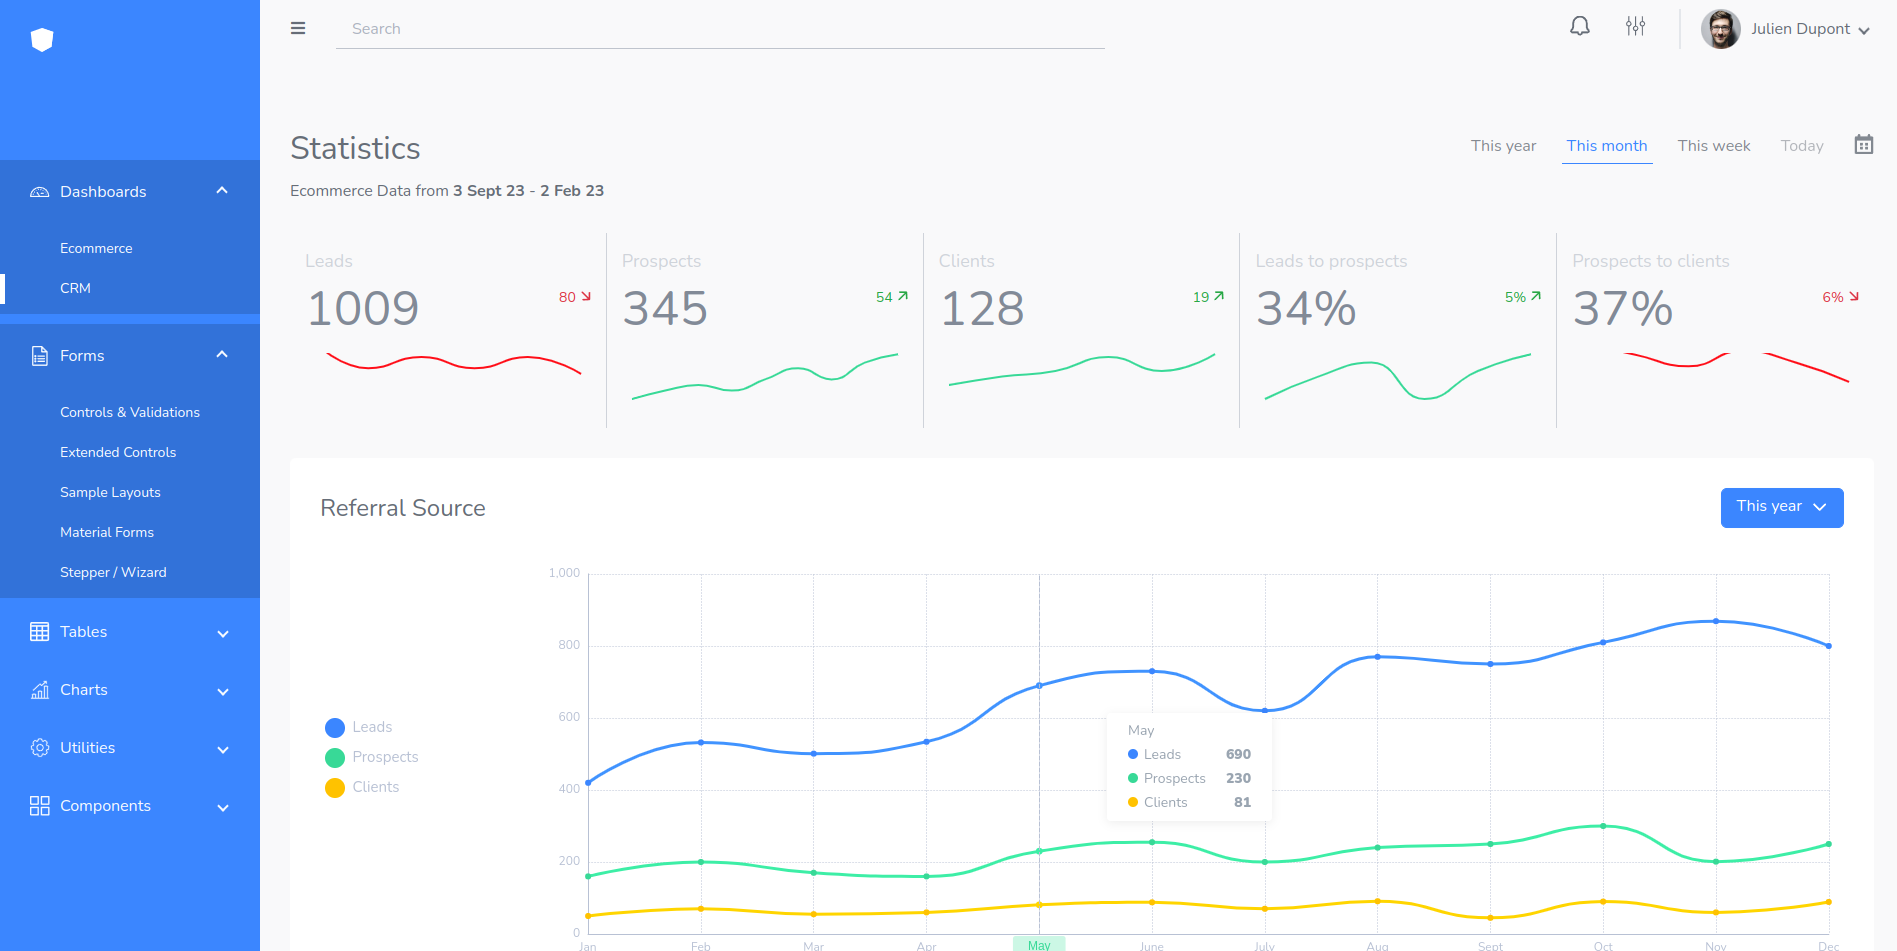 Search
Julien Dupont
Dashboards
Ecommerce
CRM
Forms
Controls & Validations
Extended Controls
Sample Layouts
Material Forms
Stepper / Wizard
Tables
Charts
Utilities
Components
Statistics
This year This month This week Today
Ecommerce Data from 3 Sept 23 - 2 Feb 23
Leads
1009 80
Prospects
345 54
Clients
128 19
Leads to prospects
34% 5%
Prospects to clients
37% 6%
Referral Source
This year
Leads
Prospects
Clients
1,000
800
600
400
200
0
May
Leads 690
Prospects 230
Clients 81
Jan Feb Mar Apr May June July Aug Sept Oct Nov Dec